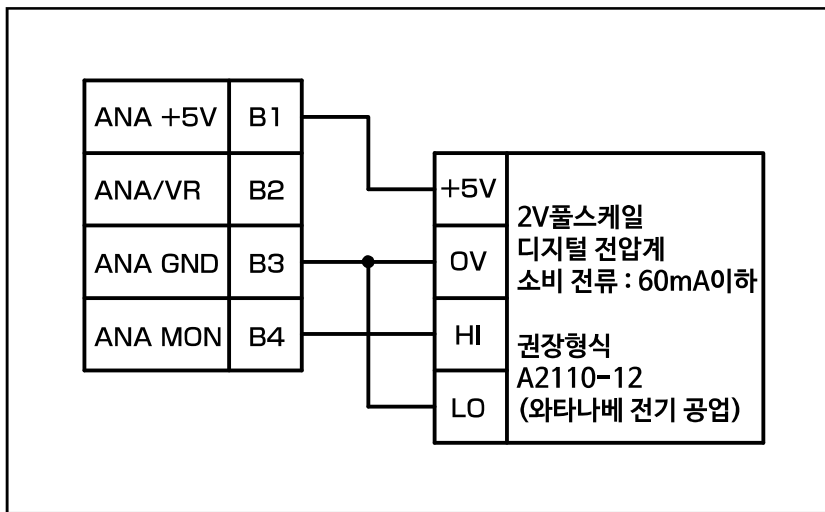 ANA +5V B1
ANA/VR B2
ANA GND B3
ANA MON B4
+5V
0V
HI
LO
2V풀스케일
디지털 전압계
소비 전류 : 60mA이하
권장형식
A2110-12
(와타나베 전기 공업)